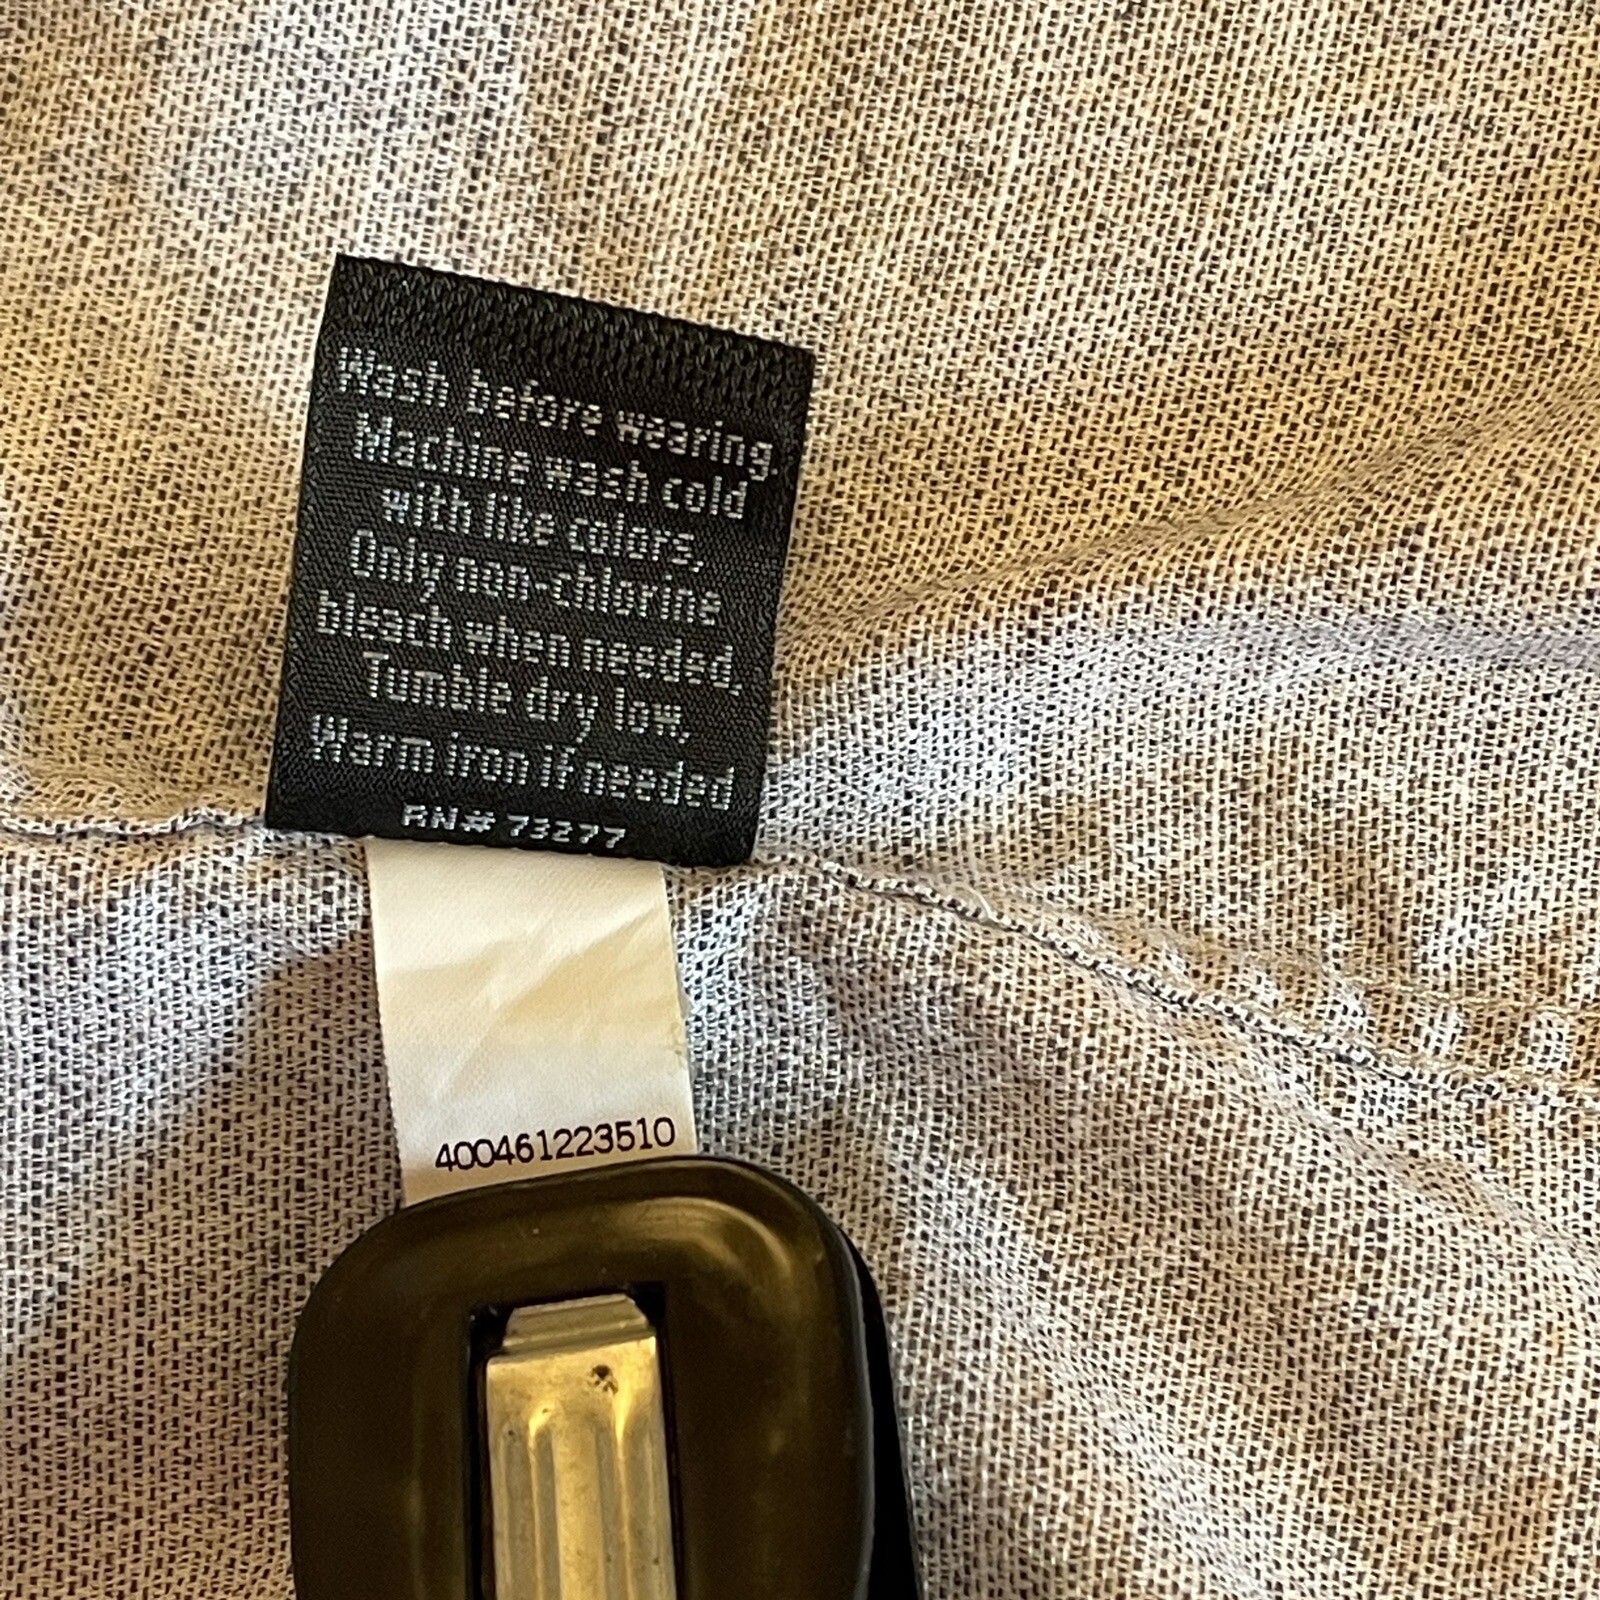 Wash before wearing.
Machine wash cold
with like colors,
Only non-chlorine
bleach when needed,
Tumble dry low,
Warm iron if needed
RN# 73277
400461223510